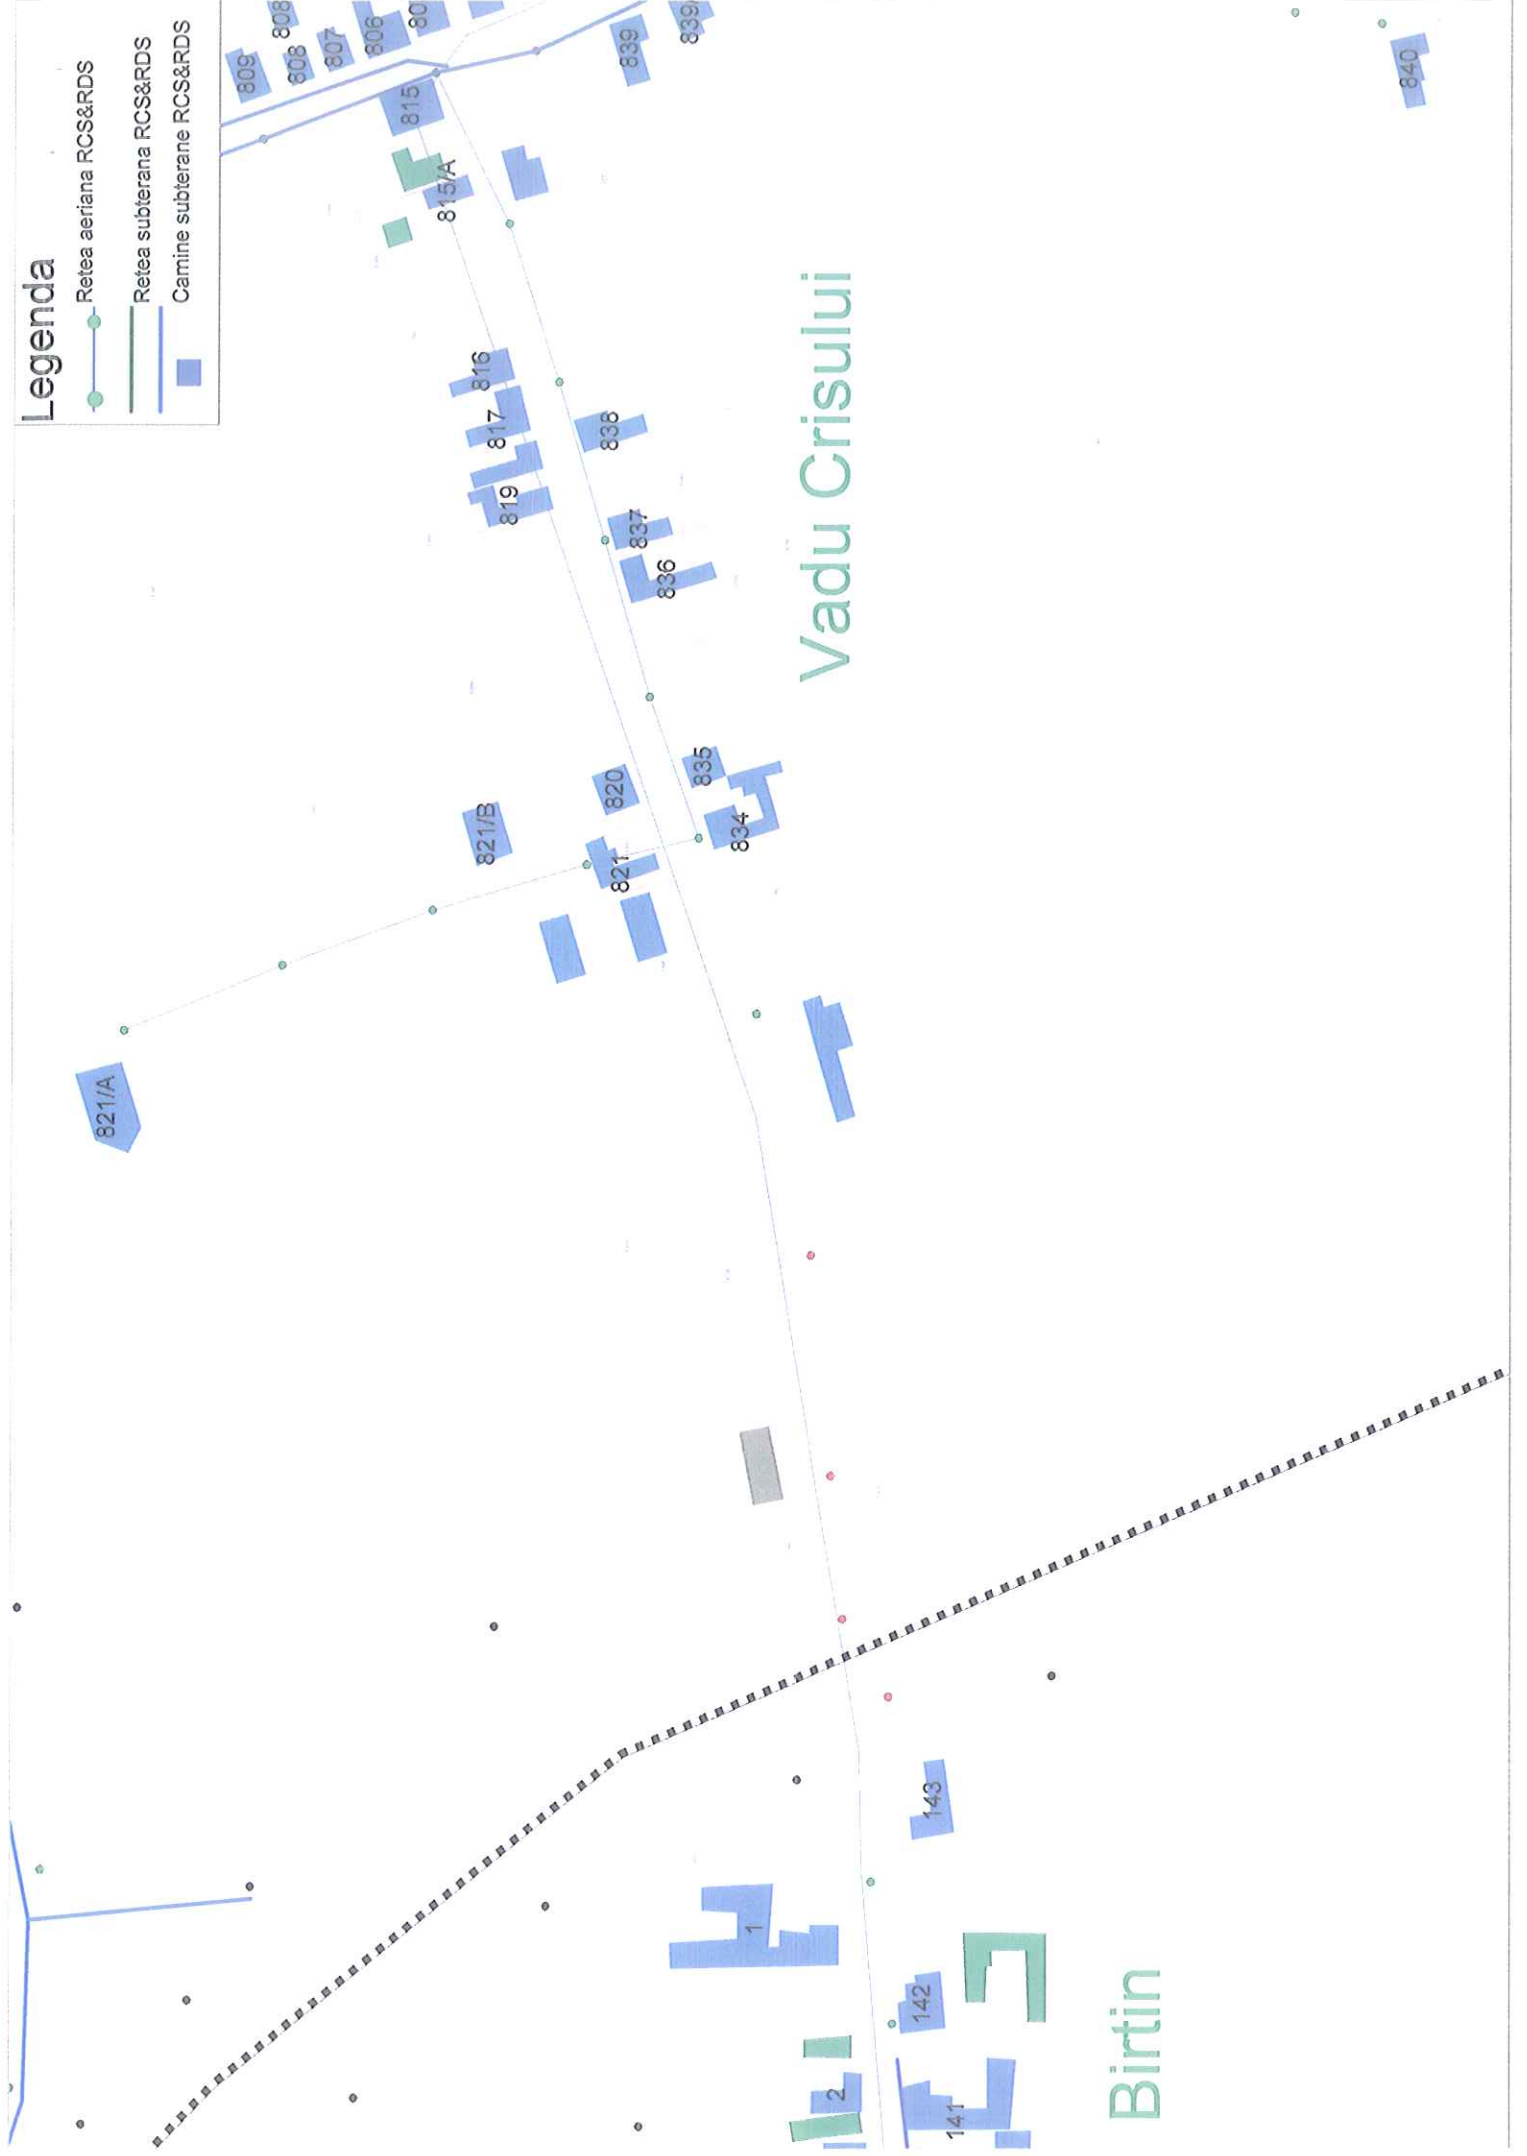 Legenda
Retea aeriana RCS&RDS
Retea subterana RCS&RDS
Camine subterane RCS&RDS
809
808
808
807
806
815
815/A
839
840
816
817
819
838
837
836
820
821/B
821
835
834
821/A
Vadu Crisului
143
1
142
2
141
Birtin